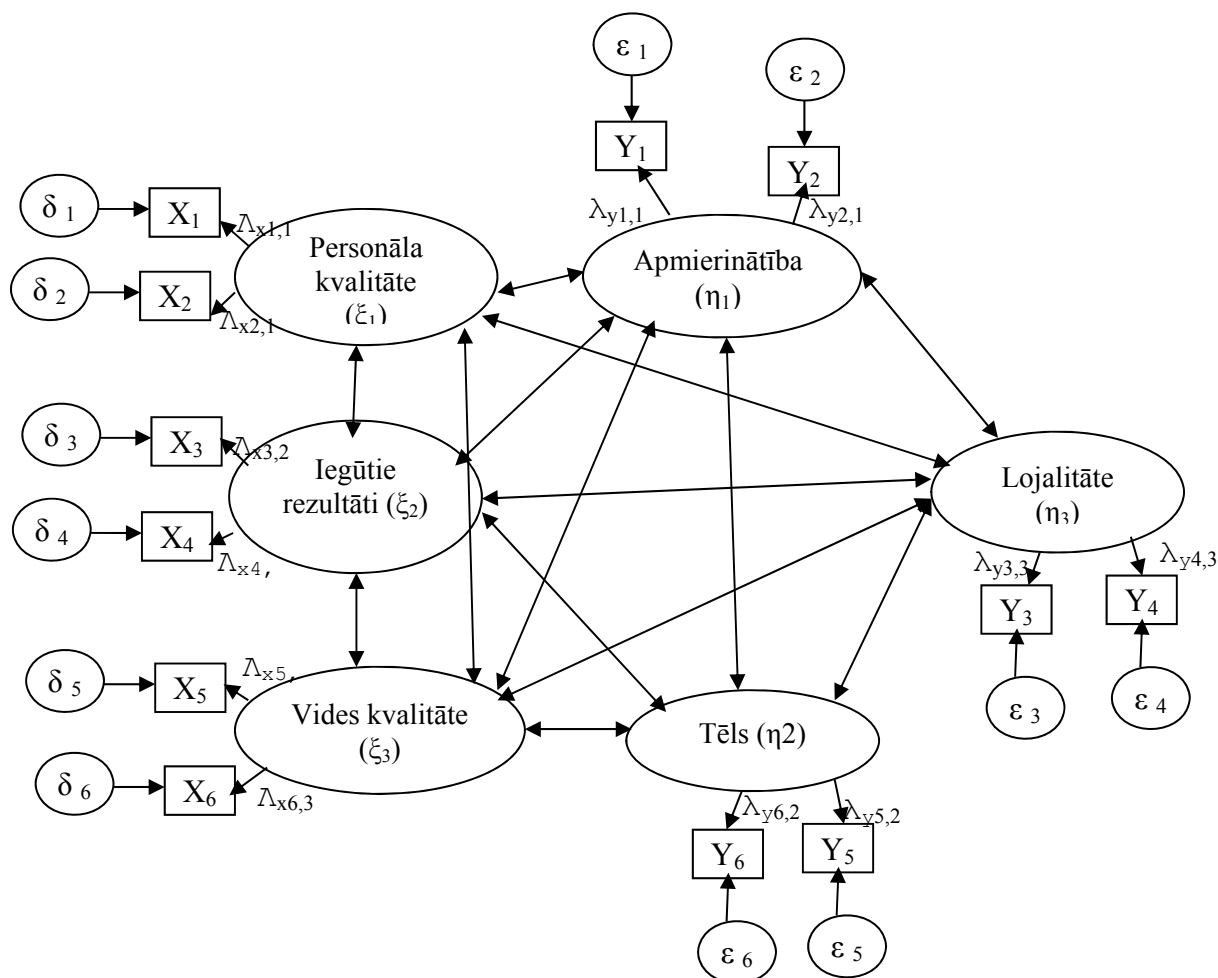 ε 1
ε 2
Y1
Y2
λy1,1
λy2,1
δ 1
X1
Λx1,1
δ 2
X2
Λx2,1
Personāla
kvalitāte
(ξ1)
Apmierinātība
(η1)
δ 3
X3
Λx3,2
δ 4
X4
Λx4,
Iegūtie
rezultāti (ξ2)
Lojalitāte
(η3)
λy3,3
λy4,3
Y3
Y4
ε 3
ε 4
δ 5
X5
Λx5,
δ 6
X6
Λx6,3
Vides kvalitāte
(ξ3)
Tēls (η2)
λy6,2
λy5,2
Y6
Y5
ε 6
ε 5